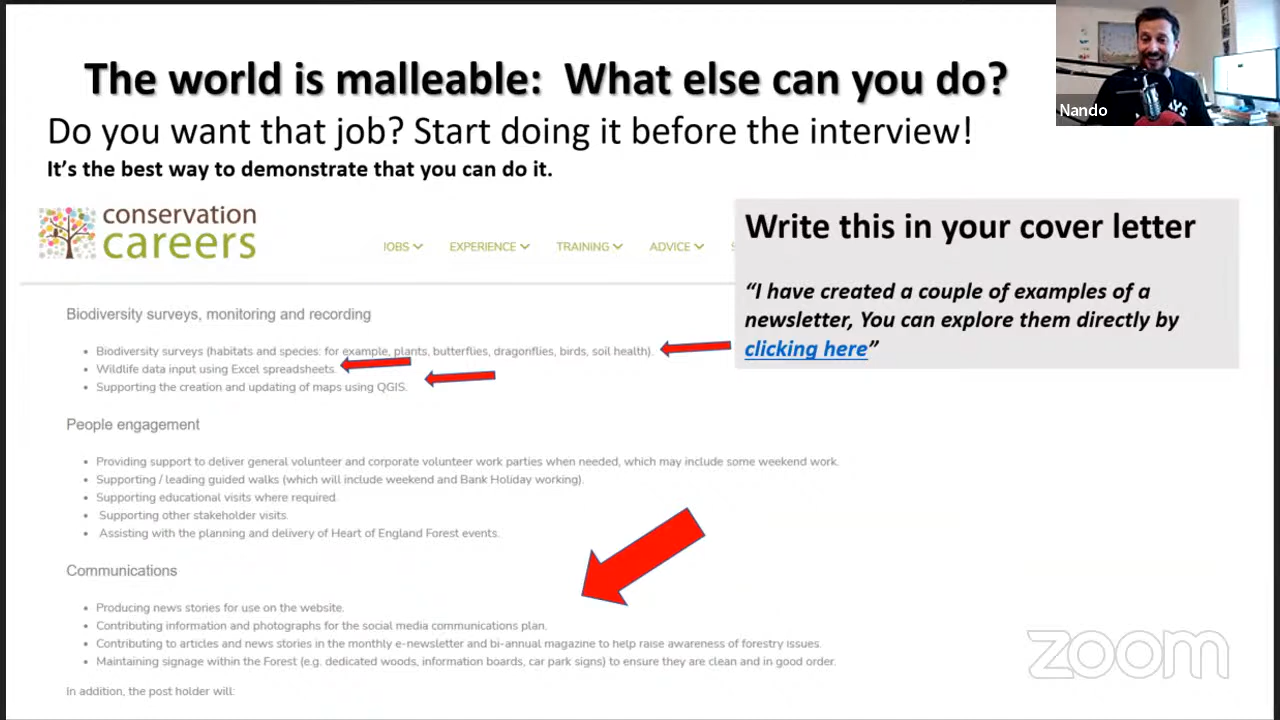 The world is malleable: What else can you do?
Nando
Do you want that job? Start doing it before the interview!
It's the best way to demonstrate that you can do it.
conservation
careers
JOBS EXPERIENCE TRAINING ADVICE S
Write this in your cover letter
“I have created a couple of examples of a
newsletter, You can explore them directly by
clicking here”
Biodiversity surveys, monitoring and recording
• Biodiversity surveys (habitats and species: for example, plants, butterflies, dragonflies, birds, soil health).
• Wildlife data input using Excel spreadsheets.
• Supporting the creation and updating of maps using QGIS.
People engagement
• Providing support to deliver general volunteer and corporate volunteer work parties when needed, which may include some weekend work.
• Supporting / leading guided walks (which will include weekend and Bank Holiday working).
• Supporting educational visits where required.
• Supporting other stakeholder visits.
• Assisting with the planning and delivery of Heart of England Forest events.
Communications
• Producing news stories for use on the website.
• Contributing information and photographs for the social media communications plan.
• Contributing to articles and news stories in the monthly e-newsletter and bi-annual magazine to help raise awareness of forestry issues.
• Maintaining signage within the Forest (e.g. dedicated woods, information boards, car park signs) to ensure they are clean and in good order.
In addition, the post holder will:
zoom